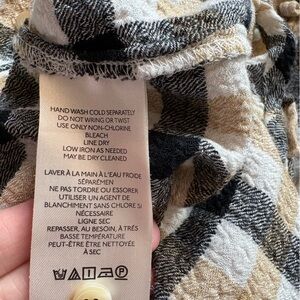 HAND WASH COLD SEPARATELY
DO NOT WRING OR TWIST
USE ONLY NON-CHLORINE
BLEACH
LINE DRY
LOW IRON AS NEEDED
MAY BE DRY CLEANED
LAVER À LA MAIN À L'EAU FROIDE
SÉPARÉMEN
NE PAS TORDRE OU ESSORER
UTILISER UN AGENT DE
BLANCHIMENT SANS CHLORE SI
NÉCESSAIRE
LIGNE SEC
REPASSER, AU BESOIN, À TRÈS
BASSE TEMPÉRATURE
PEUT-ÊTRE ÊTRE NETTOYÉE
À SEC